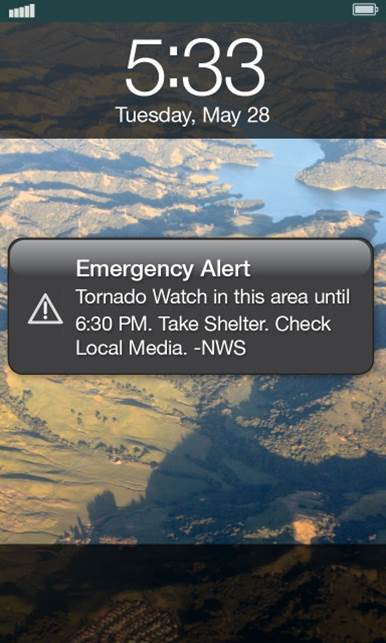 5:33
Tuesday, May 28
Emergency Alert
Tornado Watch in this area until
6:30 PM. Take Shelter. Check
Local Media. -NWS